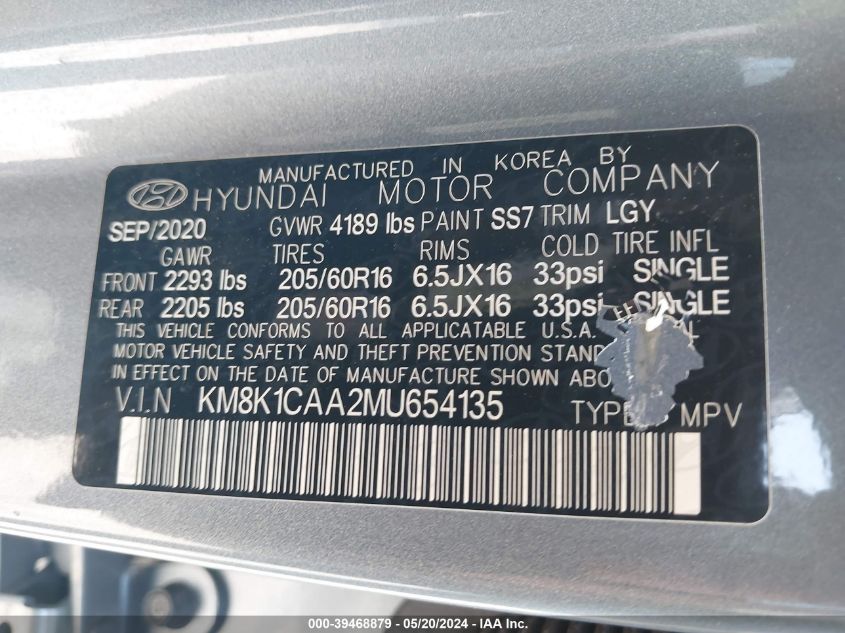 MANUFACTURED IN KOREA BY
HYUNDAI MOTOR COMPANY
SEP/2020 GVWR 4189 lbs PAINT SS7 TRIM LGY
GAWR TIRES RIMS COLD TIRE INFL
FRONT 2293 lbs 205/60R16 6.5JX16 33psi SINGLE
REAR 2205 lbs 205/60R16 6.5JX16 33psi SINGLE
THIS VEHICLE CONFORMS TO ALL APPLICATABLE U.S.A.
MOTOR VEHICLE SAFETY AND THEFT PREVENTION STAND
IN EFFECT ON THE DATE OF MANUFACTURE SHOWN ABO
V.I.N KM8K1CAA2MU654135 TYPE MPV
000-39468879 — 05/20/2024 — IAA Inc.